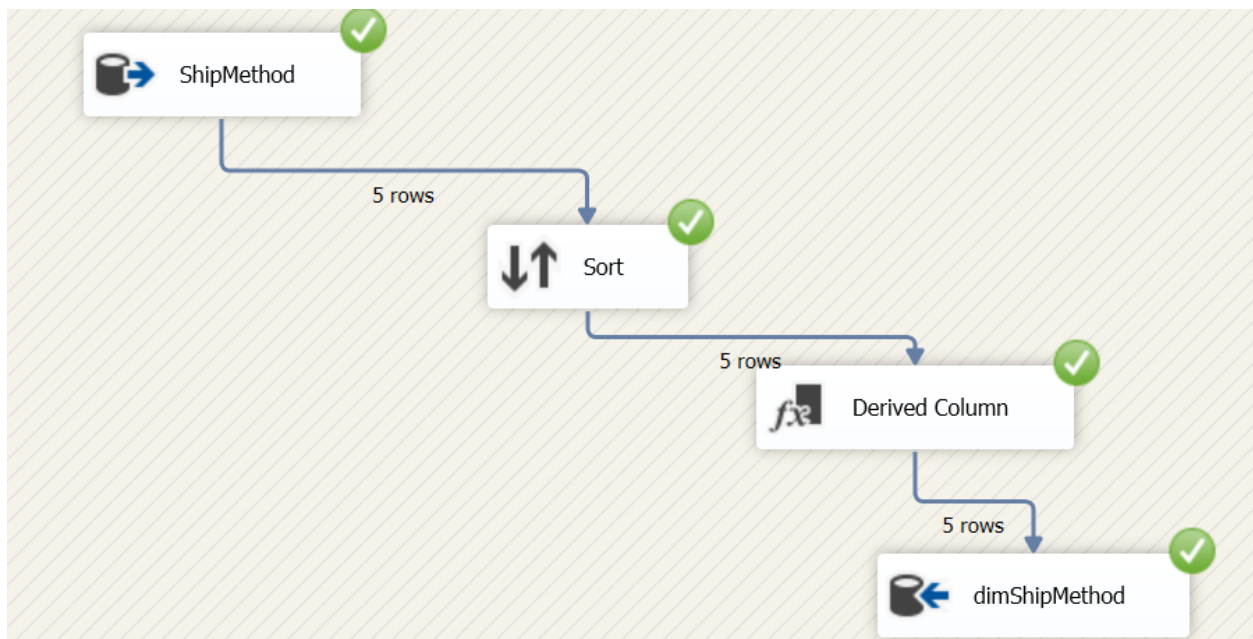 ShipMethod
5 rows
Sort
5 rows
Derived Column
5 rows
dimShipMethod